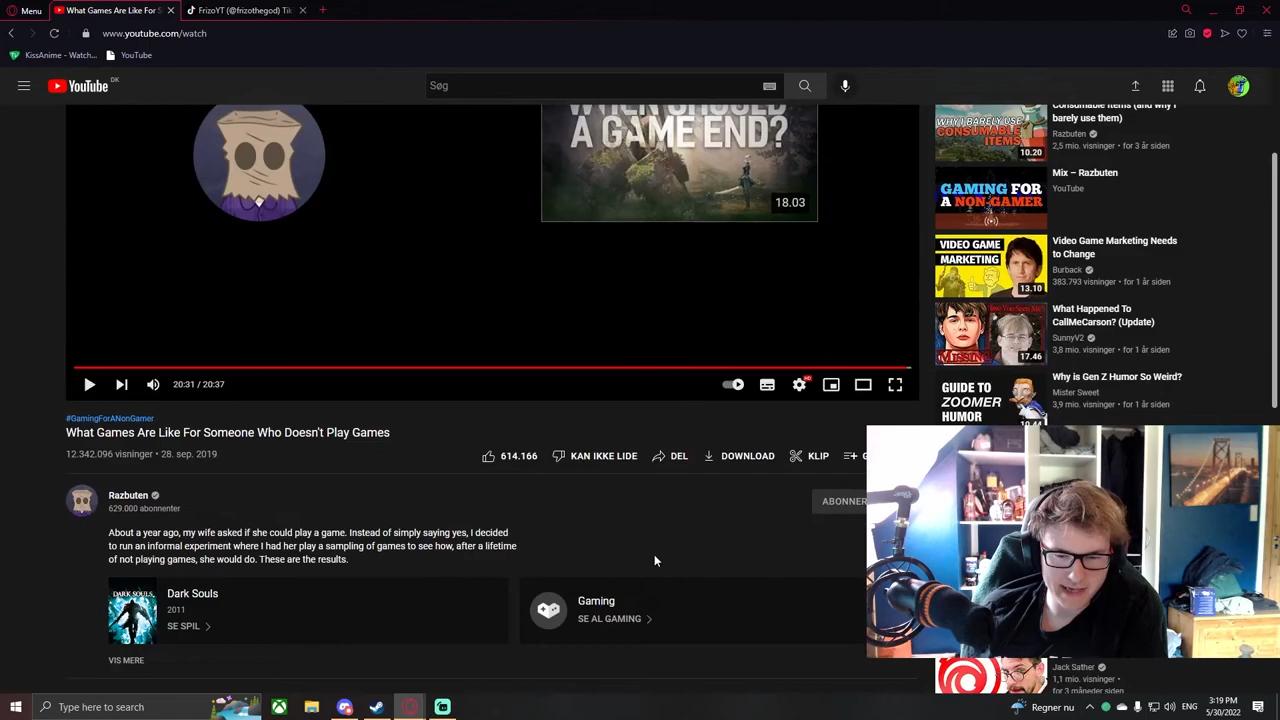 Menu
What Games Are Like For S
FrizoYT (@frizothegod) Tik
www.youtube.com/watch
KissAnime - Watch...
YouTube
YouTube
DK
Søg
WHEN SHOULD
A GAME END?
18.03
20:31 / 20:37
#GamingForANonGamer
What Games Are Like For Someone Who Doesn't Play Games
12.342.096 visninger • 28. sep. 2019
614.166
KAN IKKE LIDE
DEL
DOWNLOAD
KLIP
Razbuten
629.000 abonnenter
ABONNER
About a year ago, my wife asked if she could play a game. Instead of simply saying yes, I decided
to run an informal experiment where I had her play a sampling of games to see how, after a lifetime
of not playing games, she would do. These are the results.
DARK SOULS
Dark Souls
2011
SE SPIL
Gaming
SE AL GAMING
VIS MERE
WHY I BARELY USE
CONSUMABLE
ITEMS
10.20
Consumable Items (and why I
barely use them)
Razbuten
2,5 mio. visninger • for 3 år siden
GAMING FOR
A NON-GAMER
Mix – Razbuten
YouTube
VIDEO GAME
MARKETING
13.10
Video Game Marketing Needs
to Change
Burback
383.793 visninger • for 1 år siden
MISSING
17.46
What Happened To
CallMeCarson? (Update)
SunnyV2
3,8 mio. visninger • for 1 år siden
GUIDE TO
ZOOMER
HUMOR
10.44
Why is Gen Z Humor So Weird?
Mister Sweet
3,9 mio. visninger • for 1 år siden
Jack Sather
1,1 mio. visninger •
for 3 måneder siden
Type here to search
Regner nu
ENG
3:19 PM
5/30/2022